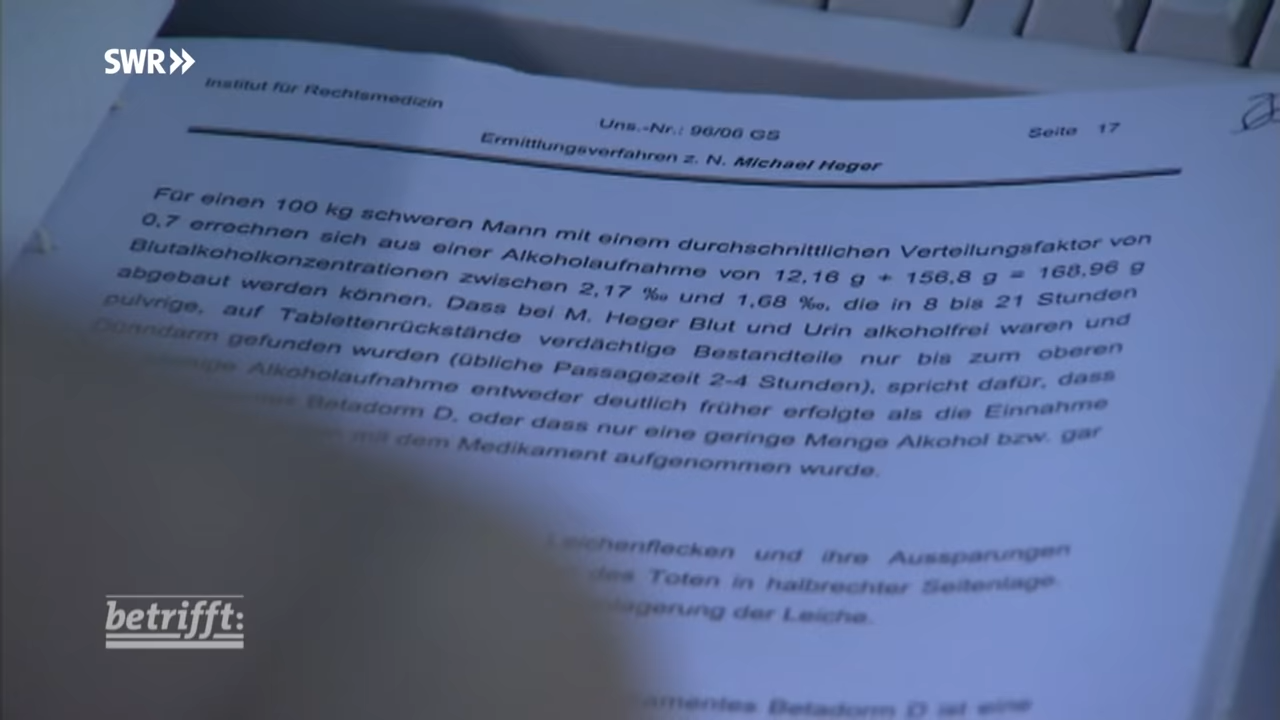 SWR»
Institut für Rechtsmedizin
Uns.-Nr.: 96/06 GS
Seite 17
Ermittlungsverfahren z. N. Michael Heger
Für einen 100 kg schweren Mann mit einem durchschnittlichen Verteilungsfaktor von
0,7 errechnen sich aus einer Alkoholaufnahme von 12,16 g + 156,8 g = 168,96 g
Blutalkoholkonzentrationen zwischen 2,17 ‰ und 1,68 ‰, die in 8 bis 21 Stunden
abgebaut werden können. Dass bei M. Heger Blut und Urin alkoholfrei waren und
pulvrige, auf Tablettenrückstände verdächtige Bestandteile nur bis zum oberen
Dünndarm gefunden wurden (übliche Passagezeit 2-4 Stunden), spricht dafür, dass
Alkoholaufnahme entweder deutlich früher erfolgte als die Einnahme
Betadorm D, oder dass nur eine geringe Menge Alkohol bzw. gar
mit dem Medikament aufgenommen wurde.
Leichenflecken und ihre Aussparungen
des Toten in halbrechter Seitenlage.
der Leiche.
Betadorm D ist eine
betrifft: